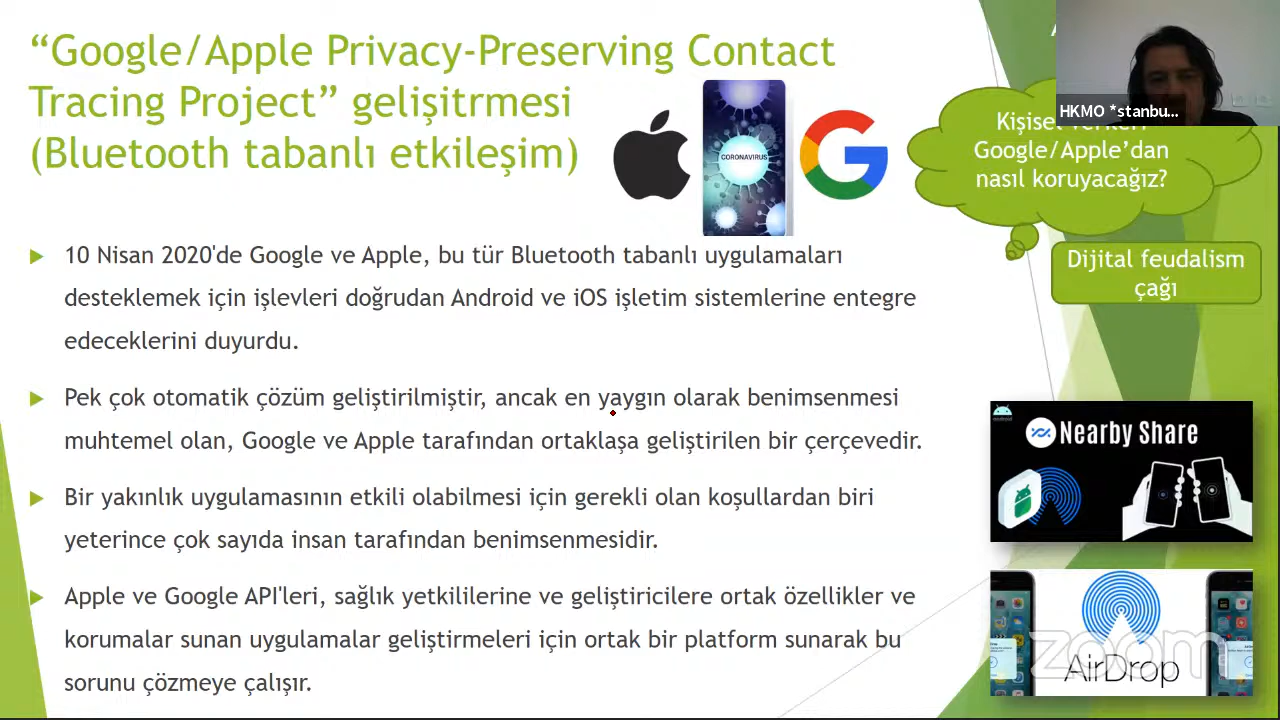 “Google/Apple Privacy-Preserving Contact
Tracing Project” gelişitrmesi
(Bluetooth tabanlı etkileşim)
CORONAVIRUS
HKMO *stanbu...
Kişisel verileri
Google/Apple’dan
nasıl koruyacağız?
Dijital feudalism
çağı
10 Nisan 2020'de Google ve Apple, bu tür Bluetooth tabanlı uygulamaları
desteklemek için işlevleri doğrudan Android ve iOS işletim sistemlerine entegre
edeceklerini duyurdu.
Pek çok otomatik çözüm geliştirilmiştir, ancak en yaygın olarak benimsenmesi
muhtemel olan, Google ve Apple tarafından ortaklaşa geliştirilen bir çerçevedir.
Bir yakınlık uygulamasının etkili olabilmesi için gerekli olan koşullardan biri
yeterince çok sayıda insan tarafından benimsenmesidir.
Apple ve Google API'leri, sağlık yetkililerine ve geliştiricilere ortak özellikler ve
korumalar sunan uygulamalar geliştirmeleri için ortak bir platform sunarak bu
sorunu çözmeye çalışır.
Nearby Share
AirDrop
zoom